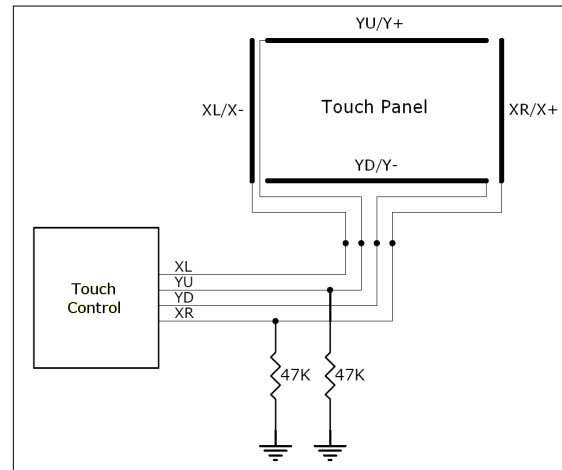 YU/Y+
XL/X-
Touch Panel
XR/X+
YD/Y-
Touch
Control
XL
YU
YD
XR
47K
47K